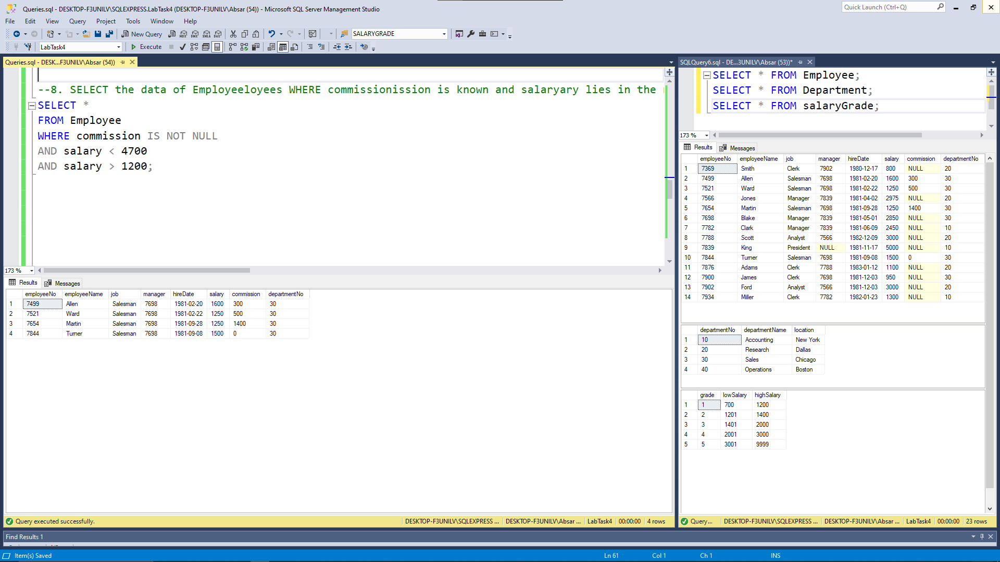 Queries.sql - DESKTOP-F3UNILV\SQLEXPRESS.LabTask4 (DESKTOP-F3UNILV\Absar (54)) - Microsoft SQL Server Management Studio
Quick Launch (Ctrl+Q)
File Edit View Query Project Tools Window Help
New Query MDX DMX XMLA DAX SALARYGRADE
LabTask4 Execute
Queries.sql - DESK...F3UNILV\Absar (54))
--8. SELECT the data of Employeeloyees WHERE commissionission is known and salaryary lies in the
SELECT *
FROM Employee
WHERE commission IS NOT NULL
AND salary < 4700
AND salary > 1200;
173 %
Results Messages
employeeNo employeeName job manager hireDate salary commission departmentNo
1 7499 Allen Salesman 7698 1981-02-20 1600 300 30
2 7521 Ward Salesman 7698 1981-02-22 1250 500 30
3 7654 Martin Salesman 7698 1981-09-28 1250 1400 30
4 7844 Turner Salesman 7698 1981-09-08 1500 0 30
Query executed successfully. DESKTOP-F3UNILV\SQLEXPRESS ... DESKTOP-F3UNILV\Absar ... LabTask4 00:00:00 4 rows
SQLQuery6.sql - DE...3UNILV\Absar (53))*
SELECT * FROM Employee;
SELECT * FROM Department;
SELECT * FROM salaryGrade;
173 %
Results Messages
employeeNo employeeName job manager hireDate salary commission departmentNo
1 7369 Smith Clerk 7902 1980-12-17 800 NULL 20
2 7499 Allen Salesman 7698 1981-02-20 1600 300 30
3 7521 Ward Salesman 7698 1981-02-22 1250 500 30
4 7566 Jones Manager 7839 1981-04-02 2975 NULL 20
5 7654 Martin Salesman 7698 1981-09-28 1250 1400 30
6 7698 Blake Manager 7839 1981-05-01 2850 NULL 30
7 7782 Clark Manager 7839 1981-06-09 2450 NULL 10
8 7788 Scott Analyst 7566 1982-12-09 3000 NULL 20
9 7839 King President NULL 1981-11-17 5000 NULL 10
10 7844 Turner Salesman 7698 1981-09-08 1500 0 30
11 7876 Adams Clerk 7788 1983-01-12 1100 NULL 20
12 7900 James Clerk 7698 1981-12-03 950 NULL 30
13 7902 Ford Analyst 7566 1981-12-03 3000 NULL 20
14 7934 Miller Clerk 7782 1982-01-23 1300 NULL 10
departmentNo departmentName location
1 10 Accounting New York
2 20 Research Dallas
3 30 Sales Chicago
4 40 Operations Boston
grade lowSalary highSalary
1 1 700 1200
2 2 1201 1400
3 3 1401 2000
4 4 2001 3000
5 5 3001 9999
Query... DESKTOP-F3UNILV\SQLEXPRESS ... DESKTOP-F3UNILV\Absar ... LabTask4 00:00:00 23 rows
Find Results 1
Item(s) Saved Ln 61 Col 1 Ch 1 INS